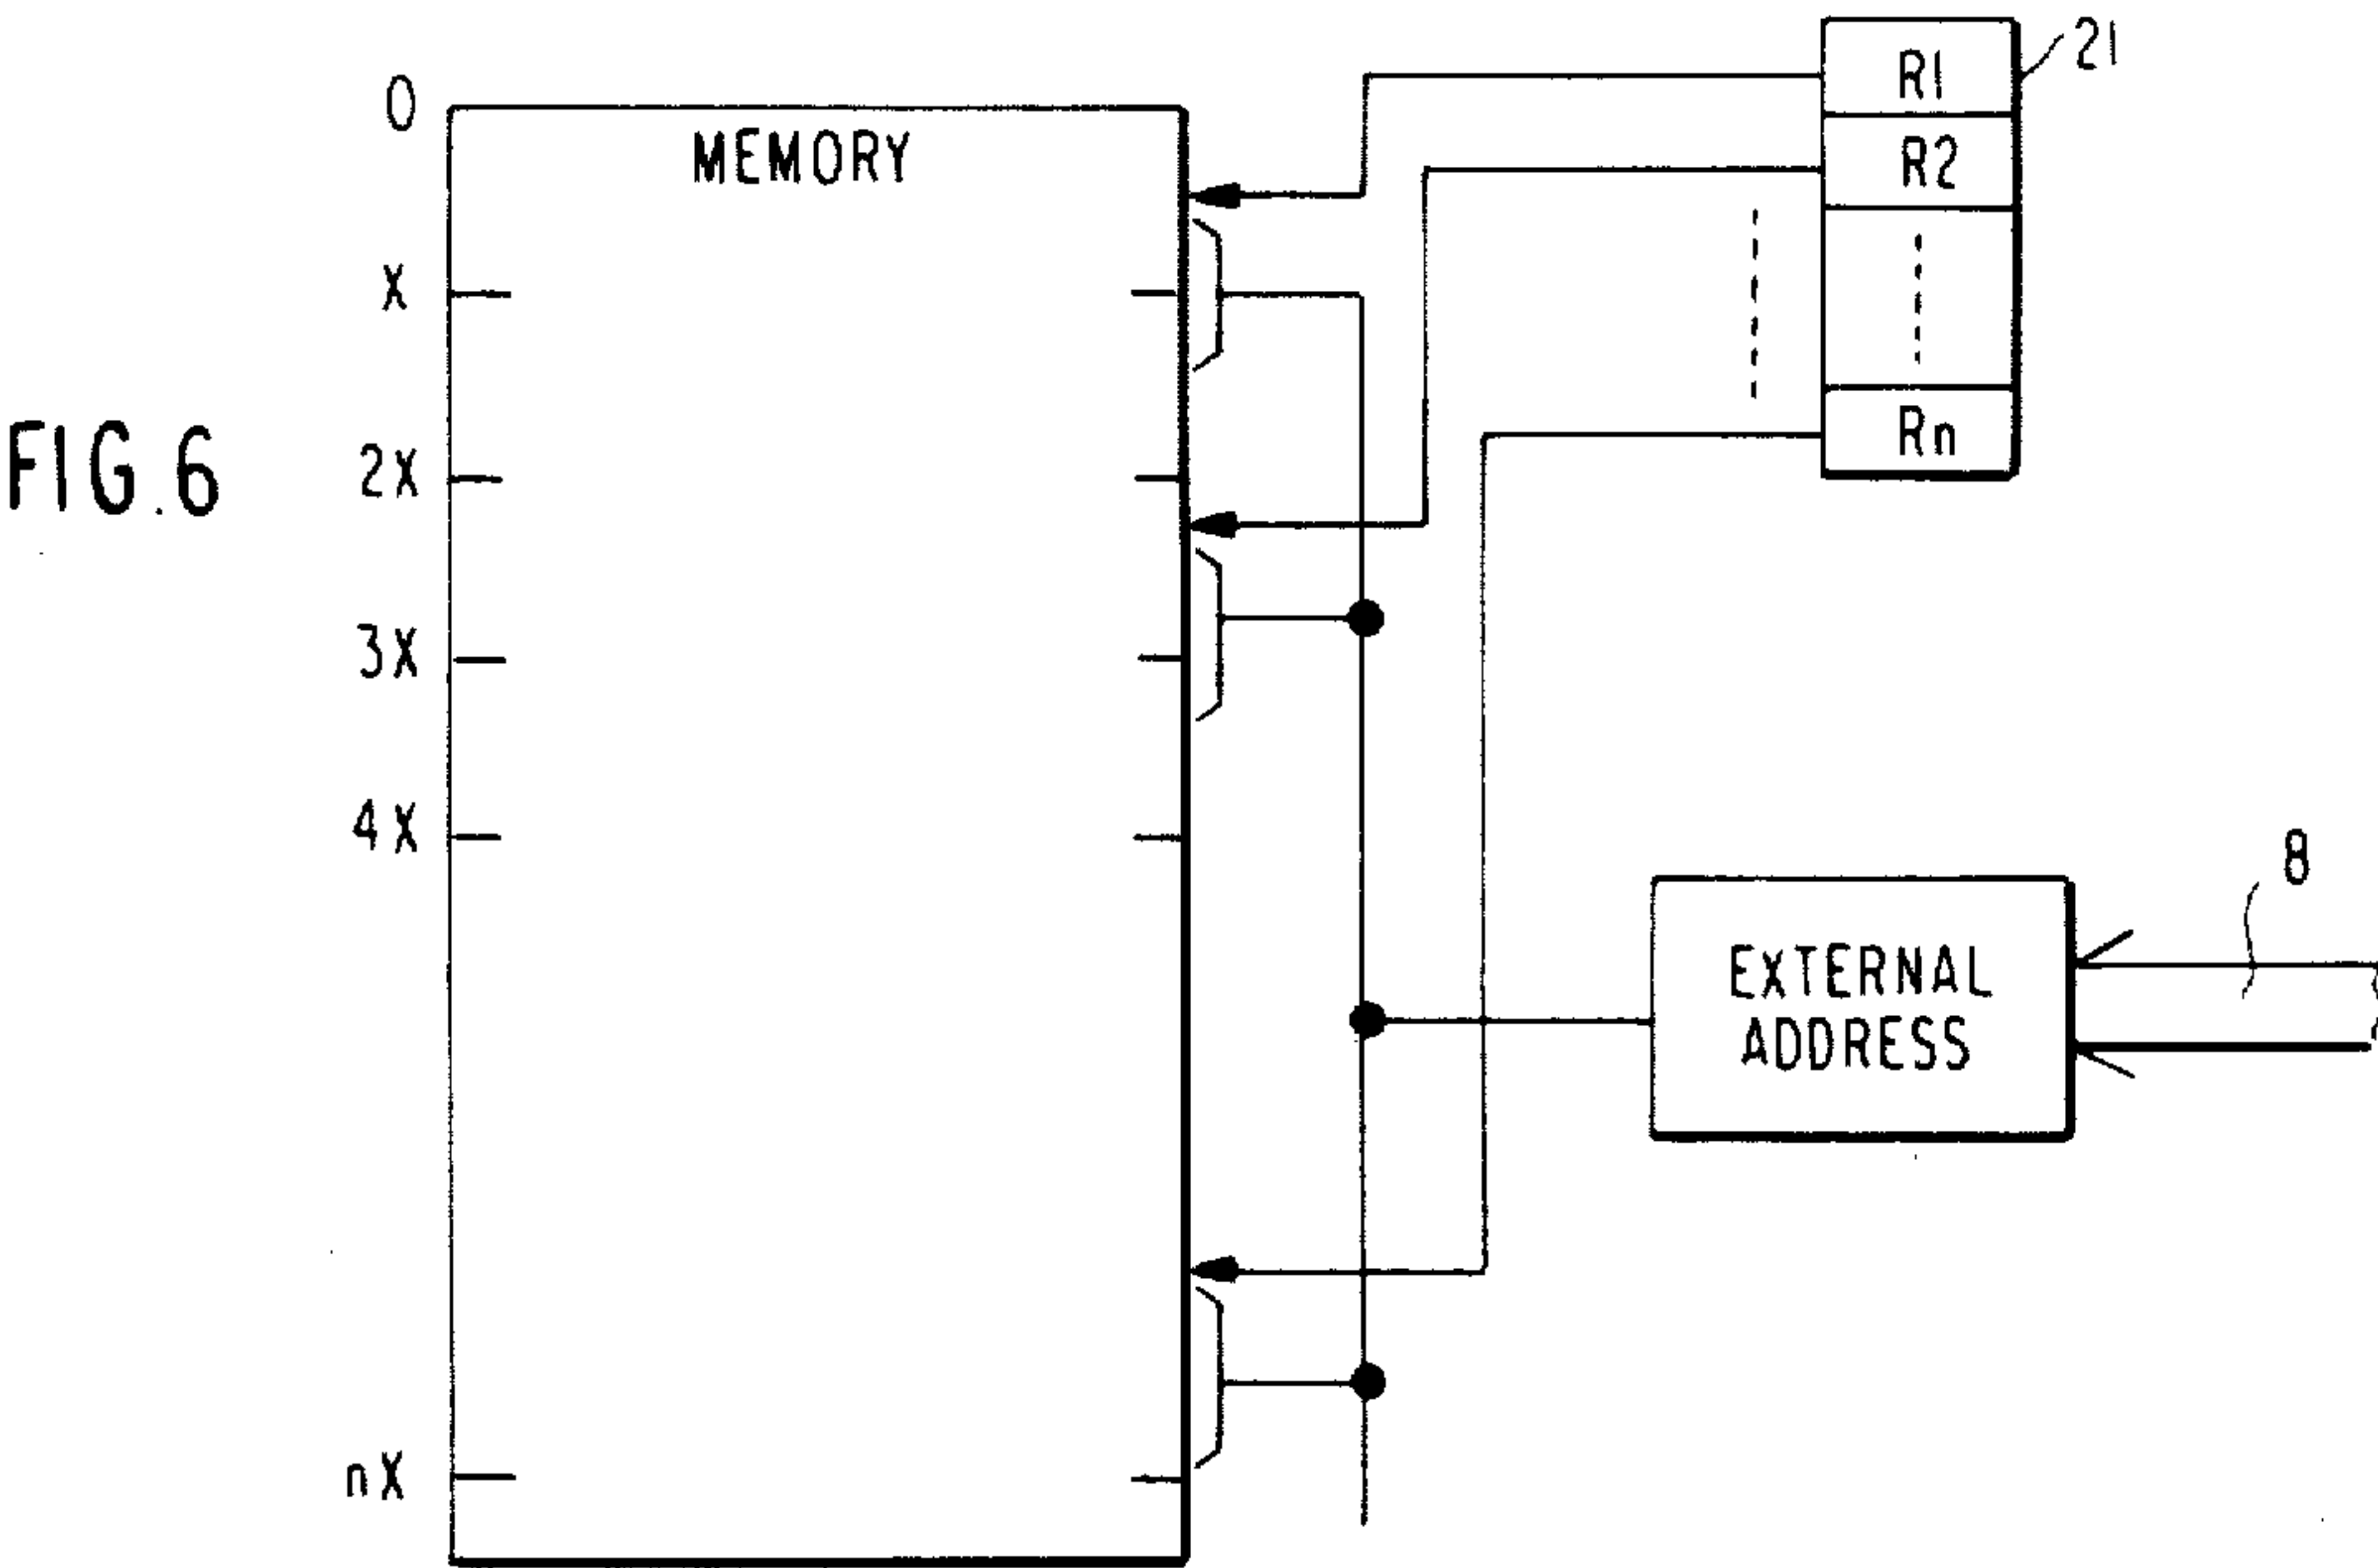 FIG.6
0
X
2X
3X
4X
nX
MEMORY
R1
R2
Rn
21
EXTERNAL
ADDRESS
8